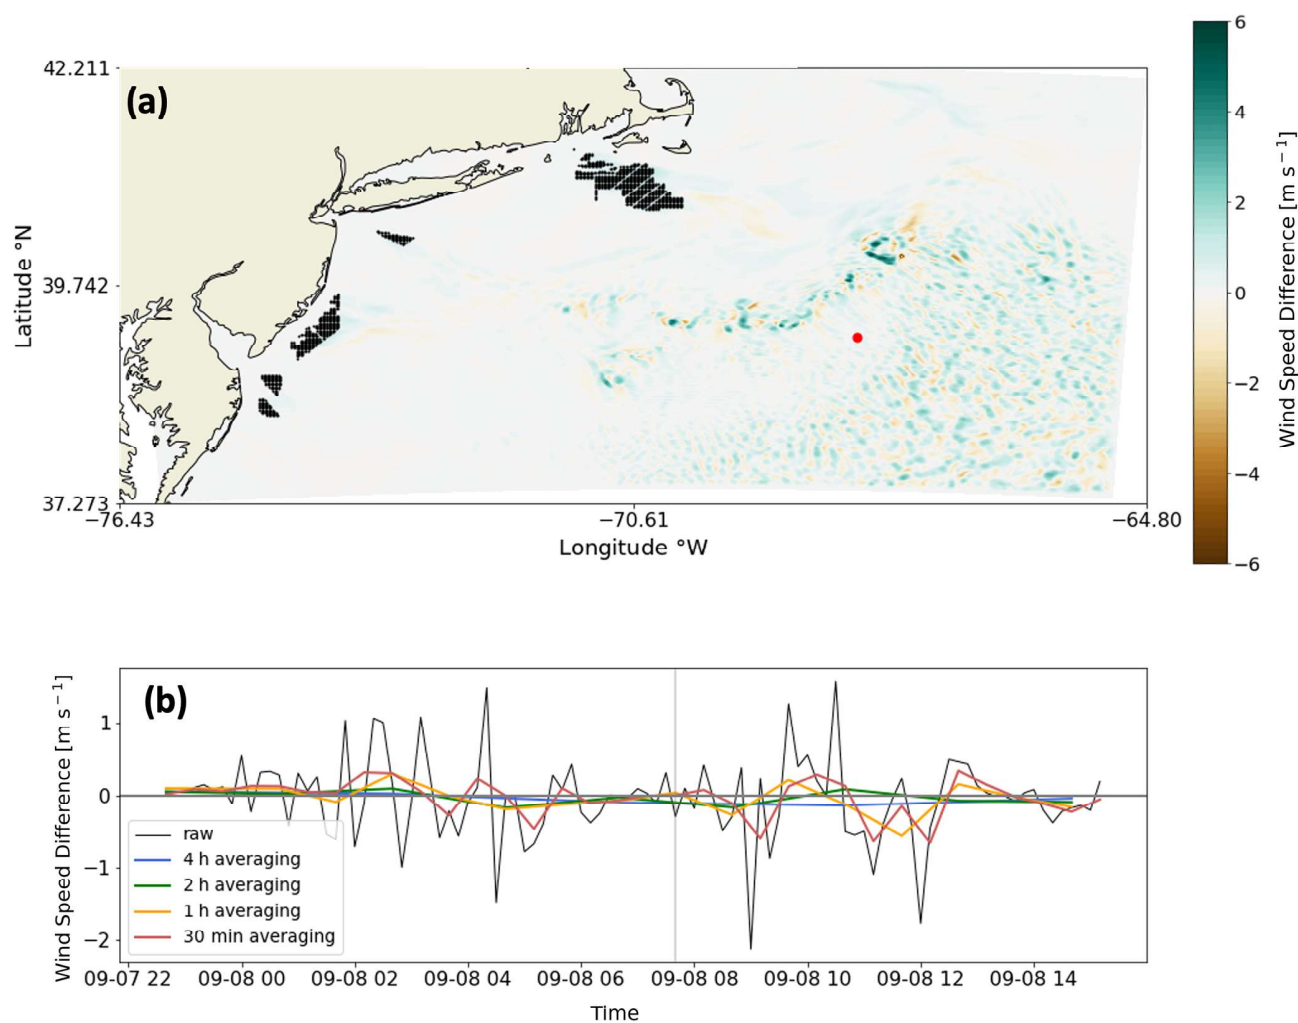 (a)
42.211
39.742
37.273
Latitude °N
−76.43
−70.61
−64.80
Longitude °W
6
4
2
0
−2
−4
−6
Wind Speed Difference [m s−1]
(b)
1
0
−1
−2
Wind Speed Difference [m s−1]
raw
4 h averaging
2 h averaging
1 h averaging
30 min averaging
09-07 22 09-08 00 09-08 02 09-08 04 09-08 06 09-08 08 09-08 10 09-08 12 09-08 14
Time